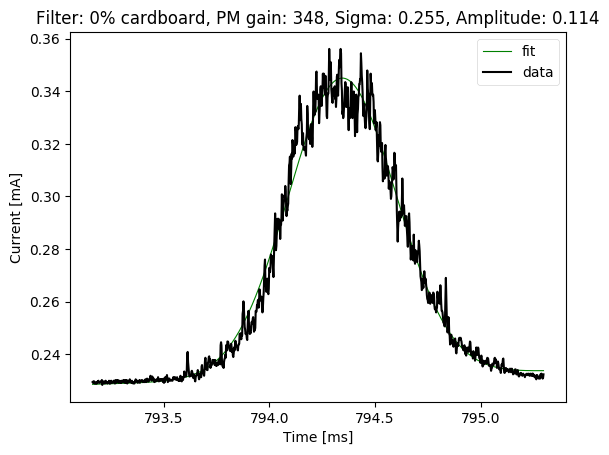 Filter: 0% cardboard, PM gain: 348, Sigma: 0.255, Amplitude: 0.114
fit
data
0.36
0.34
0.32
0.30
0.28
0.26
0.24
Current [mA]
793.5 794.0 794.5 795.0
Time [ms]